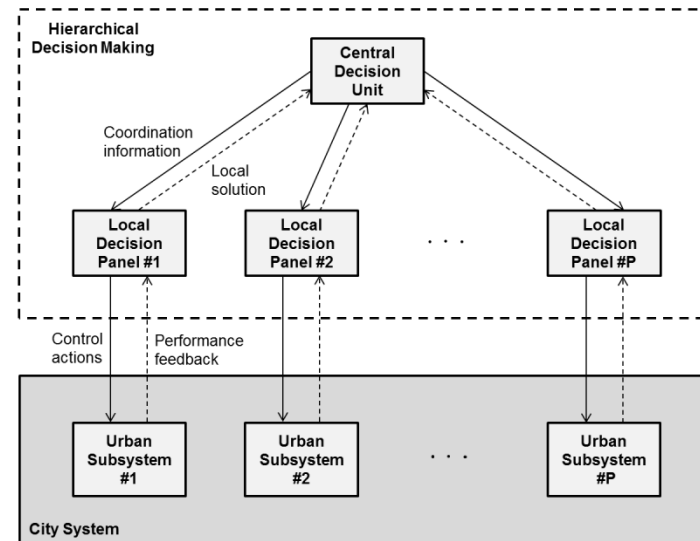 Hierarchical
Decision Making
Central
Decision
Unit
Coordination
information
Local
solution
Local
Decision
Panel #1
Local
Decision
Panel #2
. . .
Local
Decision
Panel #P
Control
actions
Performance
feedback
Urban
Subsystem
#1
Urban
Subsystem
#2
. . .
Urban
Subsystem
#P
City System